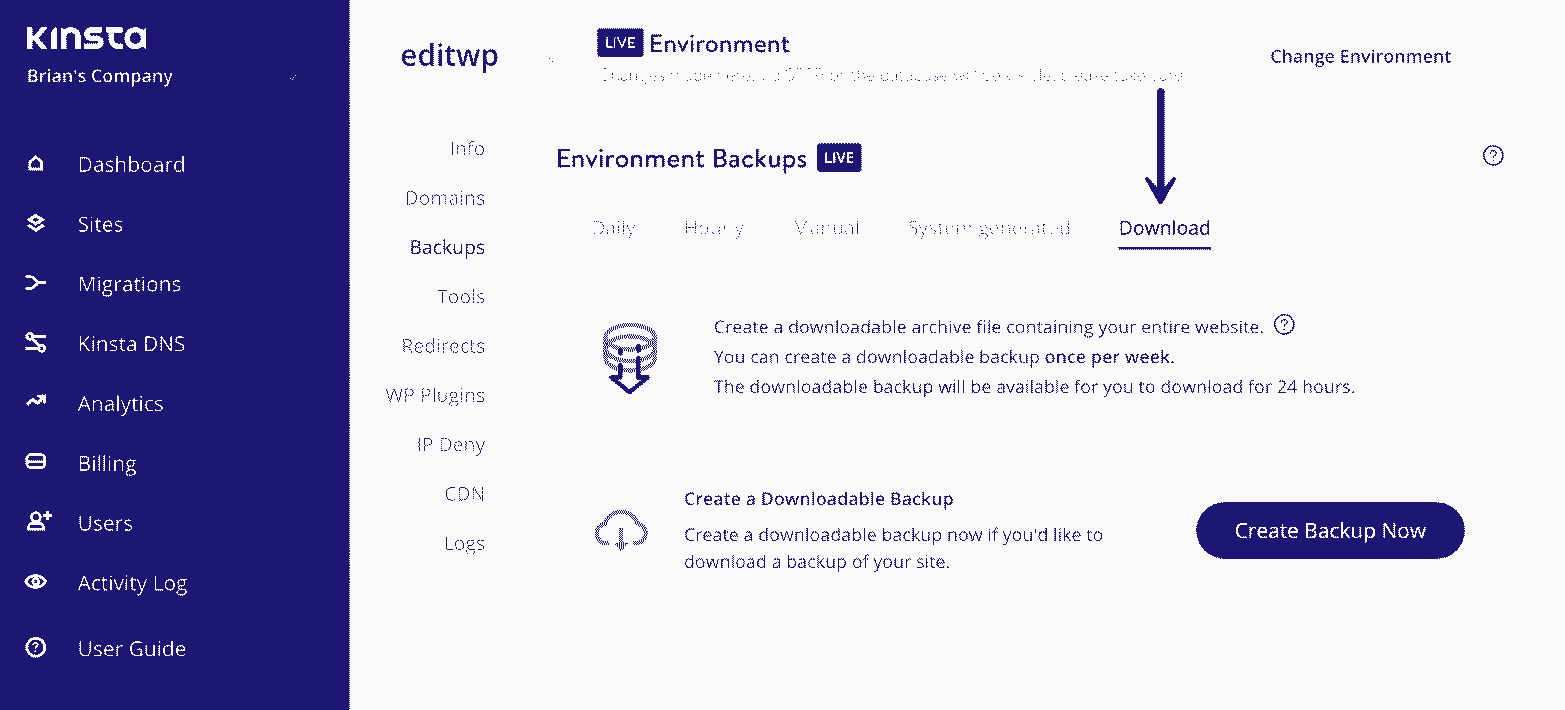 Kinsta
Brian's Company
Dashboard
Sites
Migrations
Kinsta DNS
Analytics
Billing
Users
Activity Log
User Guide
editwp
LIVE Environment
Change Environment
Info
Domains
Backups
Tools
Redirects
WP Plugins
IP Deny
CDN
Logs
Environment Backups LIVE
Daily Hourly Manual System generated Download
Create a downloadable archive file containing your entire website.
You can create a downloadable backup once per week.
The downloadable backup will be available for you to download for 24 hours.
Create a Downloadable Backup
Create a downloadable backup now if you'd like to
download a backup of your site.
Create Backup Now